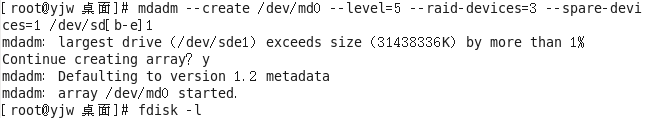 [root@yjw 桌面]# mdadm --create /dev/md0 --level=5 --raid-devices=3 --spare-devi
ces=1 /dev/sd[b-e]1
mdadm: largest drive (/dev/sde1) exceeds size (31438336K) by more than 1%
Continue creating array? y
mdadm: Defaulting to version 1.2 metadata
mdadm: array /dev/md0 started.
[root@yjw 桌面]# fdisk -l